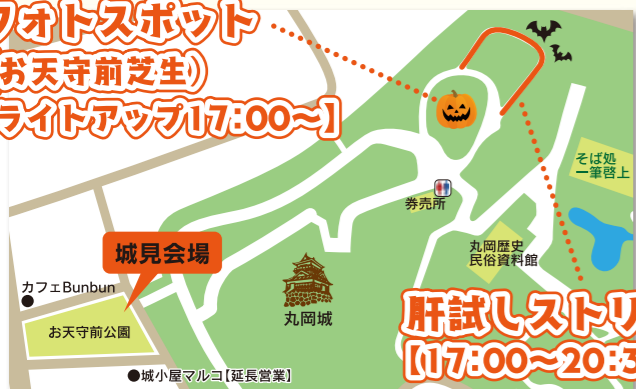 フォトスポット
(お天守前芝生)
ライトアップ17:00〜】
そば処
一筆啓上
券売所
丸岡歴史
民俗資料館
城見会場
カフェBunbun
お天守前公園
丸岡城
肝試しストリ
【17:00〜20:3
●城小屋マルコ【延長営業】